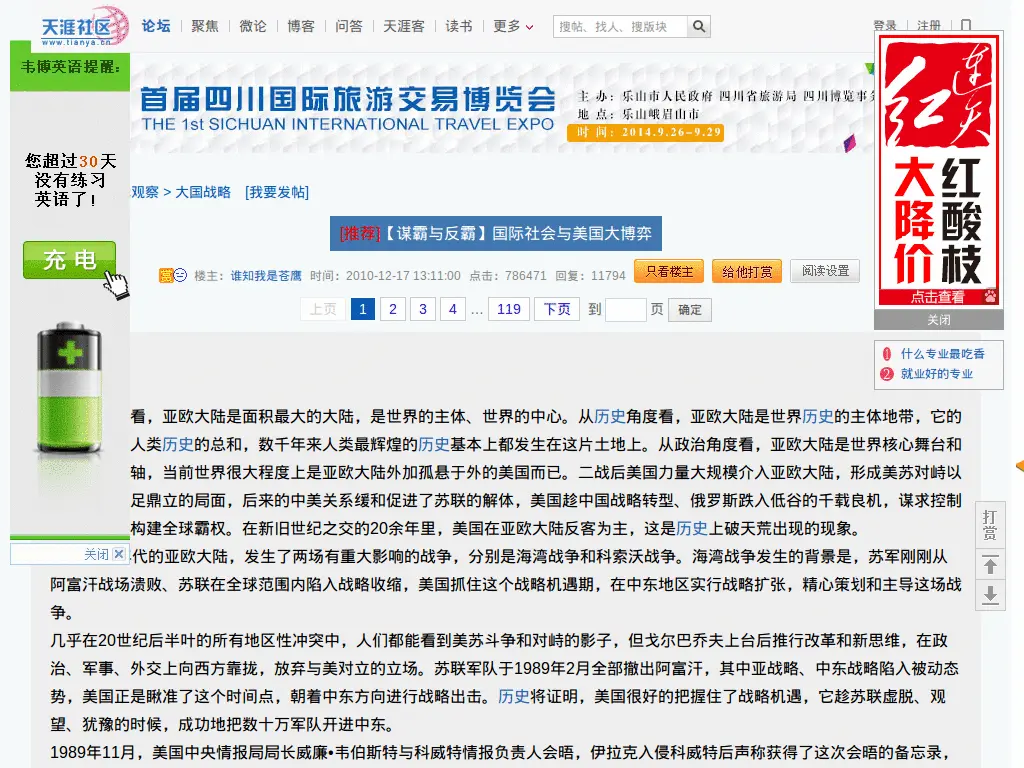 天涯社区
www.tianya.cn
论坛 聚焦 微论 博客 问答 天涯客 读书 更多
搜帖、找人、搜版块
登录 注册
韦博英语提醒:
您超过30天
没有练习
英语了!
充电
关闭
首届四川国际旅游交易博览会
THE 1st SICHUAN INTERNATIONAL TRAVEL EXPO
主 办: 乐山市人民政府 四川省旅游局 四川博览事
地 点: 乐山峨眉山市
时 间: 2014.9.26-9.29
观察 > 大国战略 [我要发帖]
[推荐]【谋霸与反霸】国际社会与美国大博弈
赏 楼主: 谁知我是苍鹰 时间: 2010-12-17 13:11:00 点击: 786471 回复: 11794 只看楼主 给他打赏 阅读设置
上页 1 2 3 4 ... 119 下页 到 页 确定
连天红
大降价
红酸枝
点击查看
关闭
1 什么专业最吃香
2 就业好的专业
打赏
看，亚欧大陆是面积最大的大陆，是世界的主体、世界的中心。从历史角度看，亚欧大陆是世界历史的主体地带，它的
人类历史的总和，数千年来人类最辉煌的历史基本上都发生在这片土地上。从政治角度看，亚欧大陆是世界核心舞台和
轴，当前世界很大程度上是亚欧大陆外加孤悬于外的美国而已。二战后美国力量大规模介入亚欧大陆，形成美苏对峙以
足鼎立的局面，后来的中美关系缓和促进了苏联的解体，美国趁中国战略转型、俄罗斯跌入低谷的千载良机，谋求控制
构建全球霸权。在新旧世纪之交的20余年里，美国在亚欧大陆反客为主，这是历史上破天荒出现的现象。
代的亚欧大陆，发生了两场有重大影响的战争，分别是海湾战争和科索沃战争。海湾战争发生的背景是，苏军刚刚从
阿富汗战场溃败、苏联在全球范围内陷入战略收缩，美国抓住这个战略机遇期，在中东地区实行战略扩张，精心策划和主导这场战
争。
几乎在20世纪后半叶的所有地区性冲突中，人们都能看到美苏斗争和对峙的影子，但戈尔巴乔夫上台后推行改革和新思维，在政
治、军事、外交上向西方靠拢，放弃与美对立的立场。苏联军队于1989年2月全部撤出阿富汗，其中亚战略、中东战略陷入被动态
势，美国正是瞅准了这个时间点，朝着中东方向进行战略出击。历史将证明，美国很好的把握住了战略机遇，它趁苏联虚脱、观
望、犹豫的时候，成功地把数十万军队开进中东。
1989年11月，美国中央情报局局长威廉•韦伯斯特与科威特情报负责人会晤，伊拉克入侵科威特后声称获得了这次会晤的备忘录，